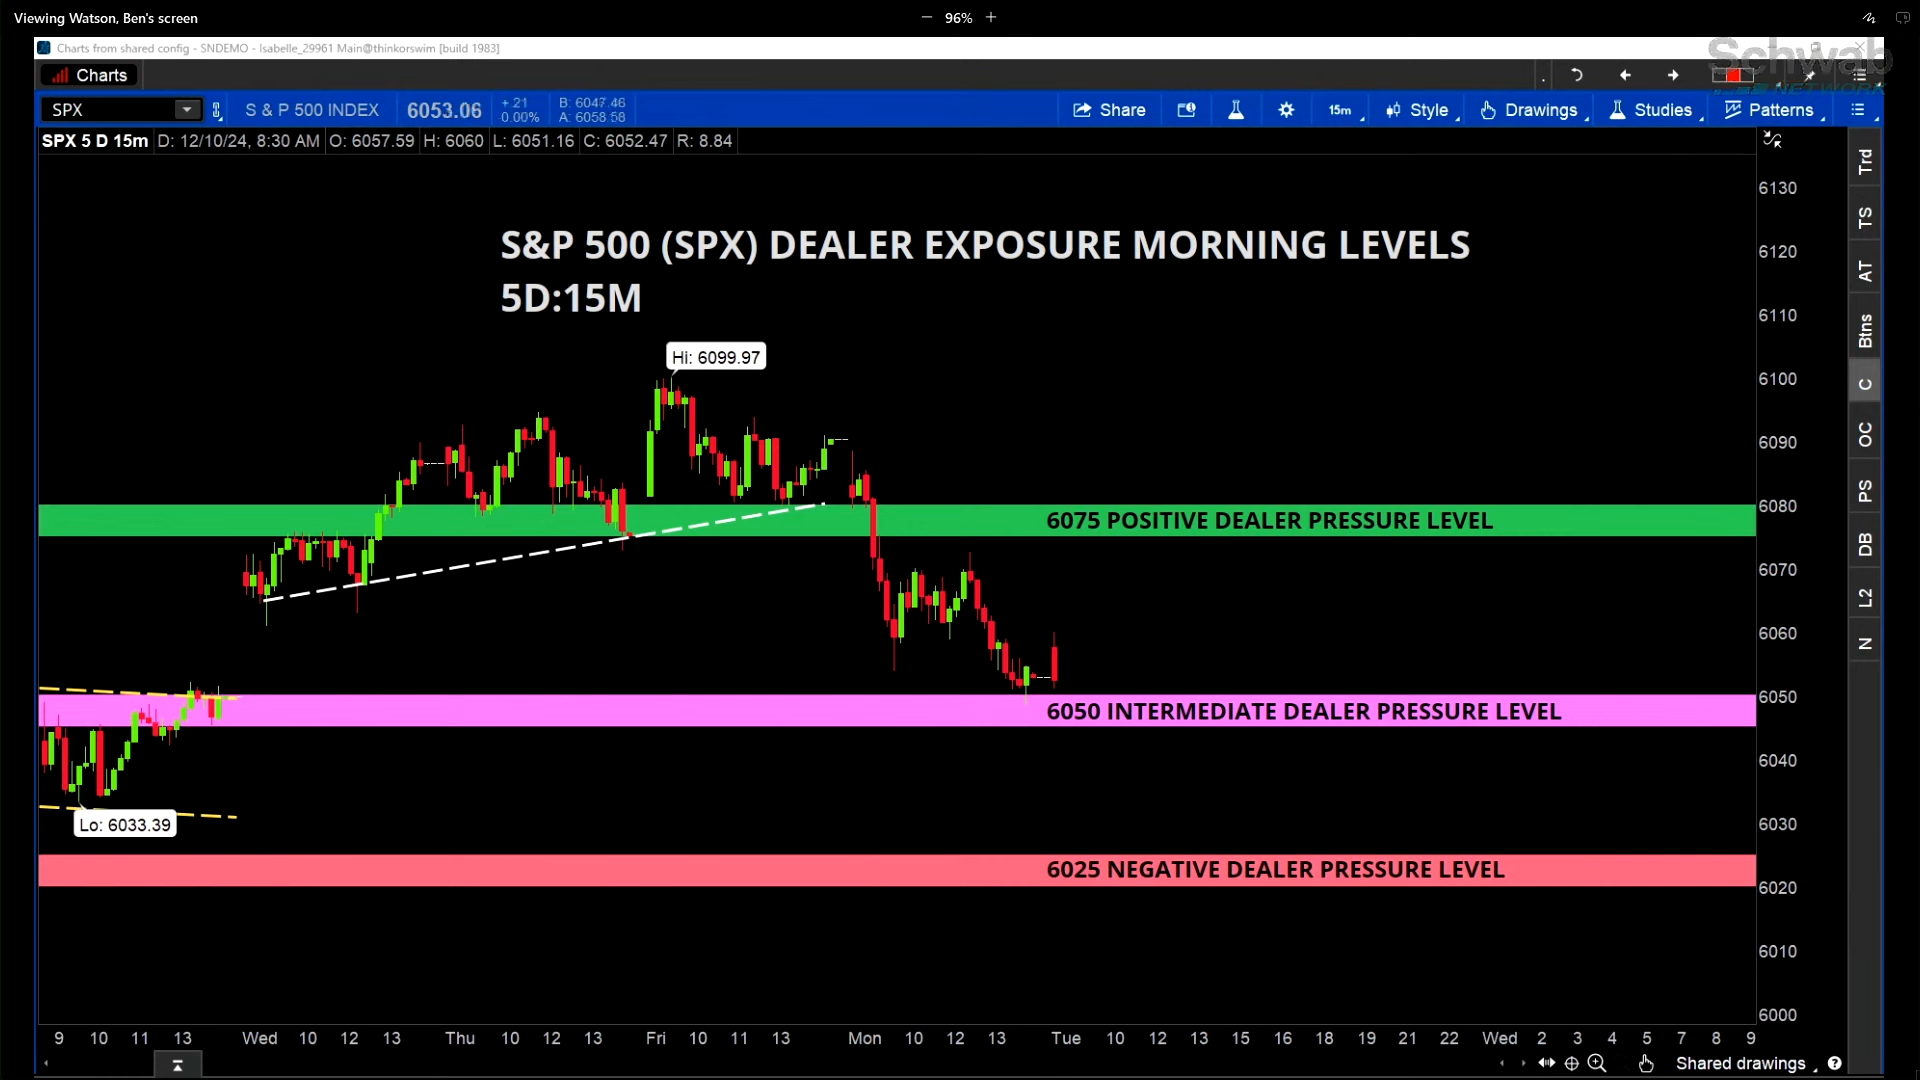 Viewing Watson, Ben's screen
96%
Charts from shared config - SNDEMO - Isabelle_29961 Main@thinkorswim [build 1983]
Schwab
NETWORK
Charts
SPX
S & P 500 INDEX
6053.06
+ 21
0.00%
B: 6047.46
A: 6058.58
Share
15m
Style
Drawings
Studies
Patterns
SPX 5 D 15m D: 12/10/24, 8:30 AM O: 6057.59 H: 6060 L: 6051.16 C: 6052.47 R: 8.84
S&P 500 (SPX) DEALER EXPOSURE MORNING LEVELS
5D:15M
Hi: 6099.97
6075 POSITIVE DEALER PRESSURE LEVEL
6050 INTERMEDIATE DEALER PRESSURE LEVEL
Lo: 6033.39
6025 NEGATIVE DEALER PRESSURE LEVEL
6130
6120
6110
6100
6090
6080
6070
6060
6050
6040
6030
6020
6010
6000
Trd
TS
AT
Btns
C
OC
PS
DB
L2
N
9 10 11 13 Wed 10 12 13 Thu 10 12 13 Fri 10 11 13 Mon 10 12 13 Tue 10 12 13 15 16 18 19 21 22 Wed 2 3 4 5 7 8 9
Shared drawings